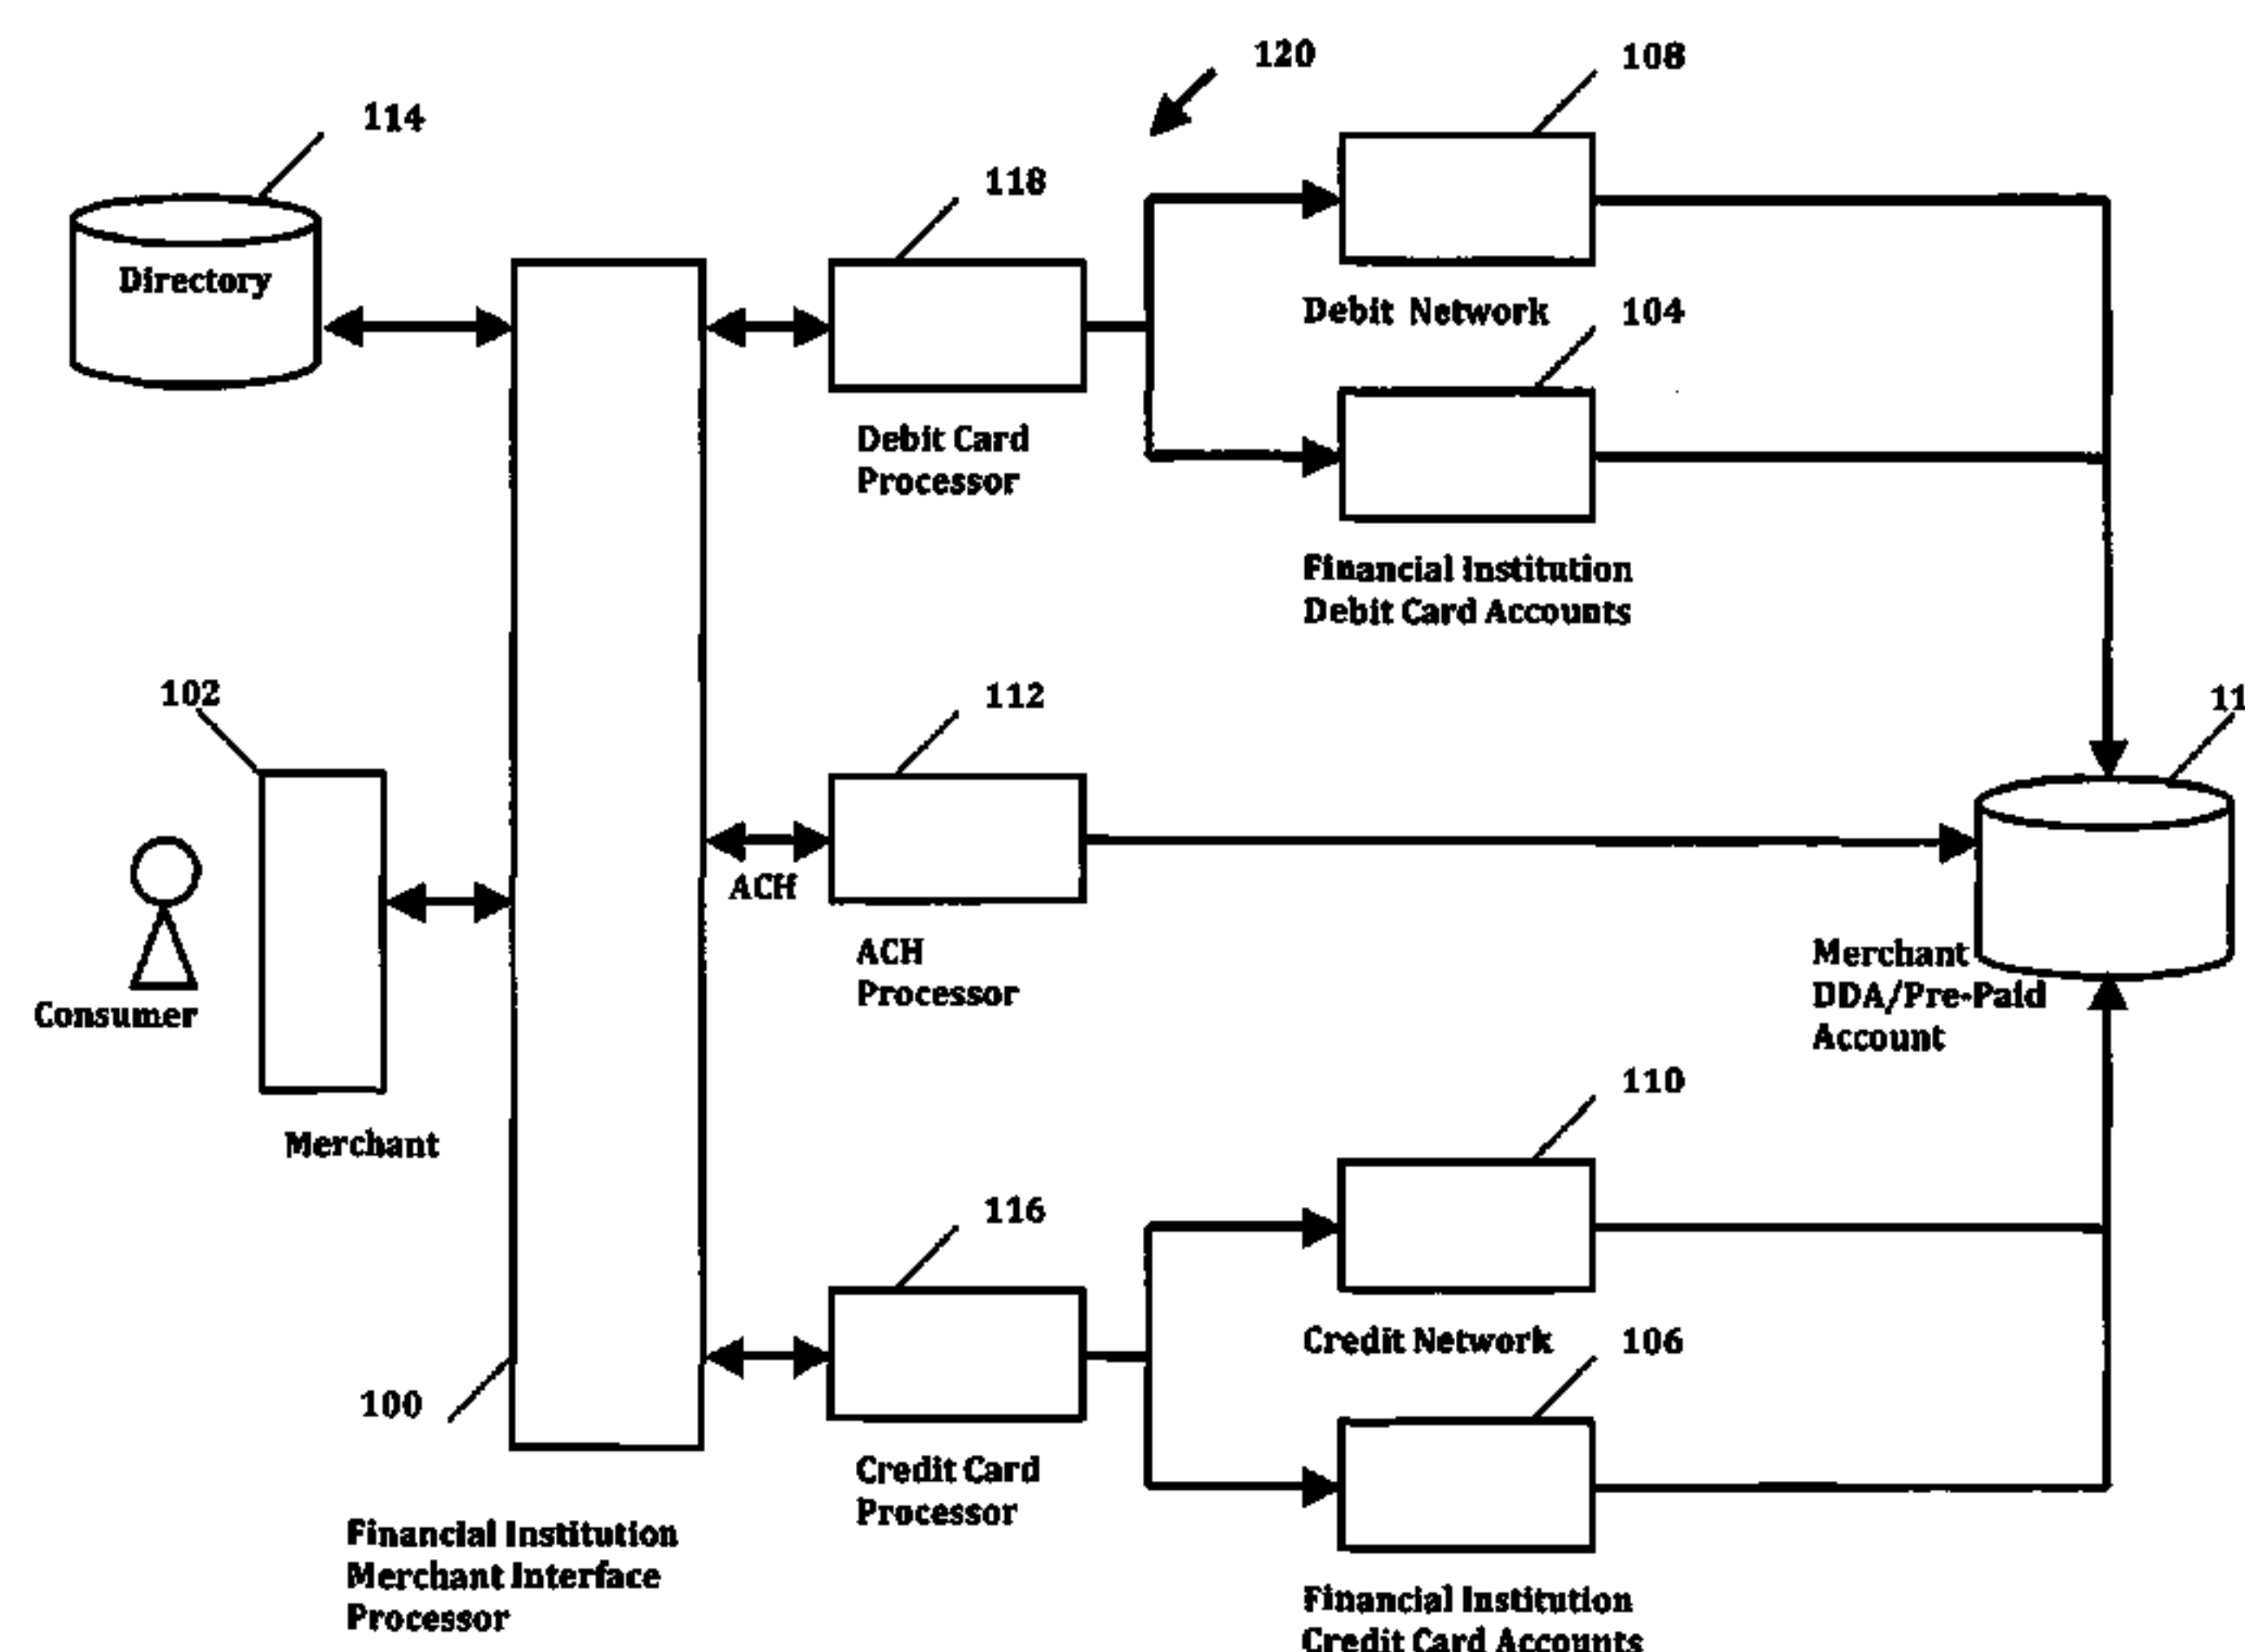 120
108
114
118
Directory
Debit Network
104
Debit Card
Processor
Financial Institution
Debit Card Accounts
102
112
11
ACH
ACH
Processor
Merchant
DDA/Pre-Paid
Account
Consumer
110
Merchant
116
Credit Network
106
100
Credit Card
Processor
Financial Institution
Merchant Interface
Processor
Financial Institution
Credit Card Accounts